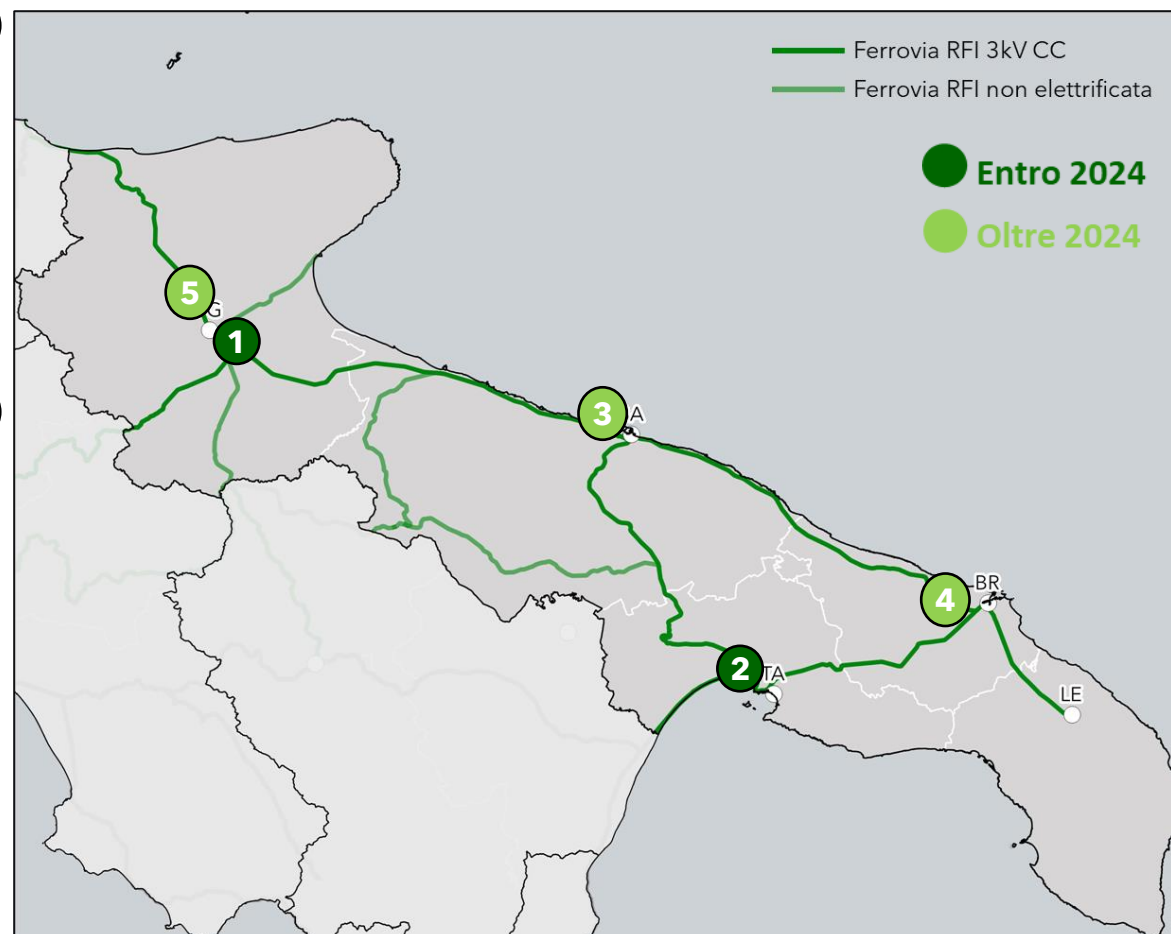 Ferrovia RFI 3kV CC
Ferrovia RFI non elettrificata
Entro 2024
Oltre 2024
5
G
1
3
A
4
BR
2
TA
LE